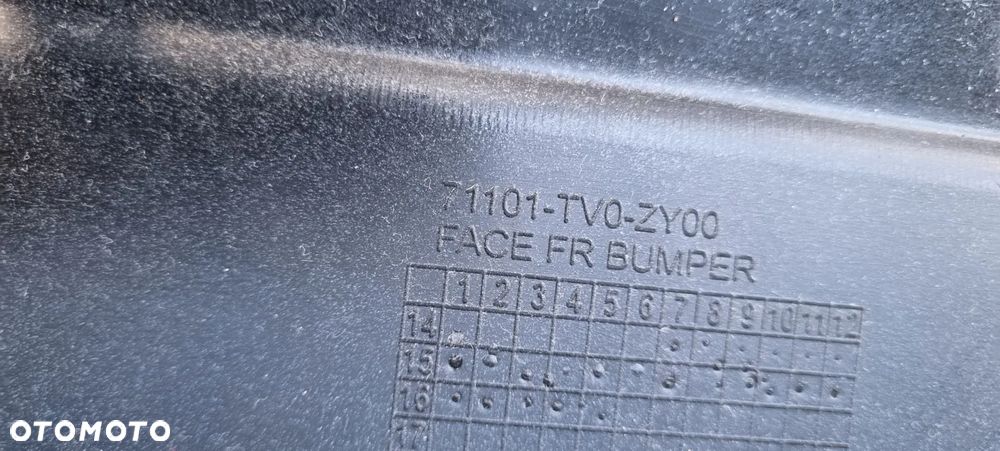 71101-TV0-ZY00
FACE FR BUMPER
1 2 3 4 5 6 7 8 9 10 11 12
14
15
16
17
OTOMOTO